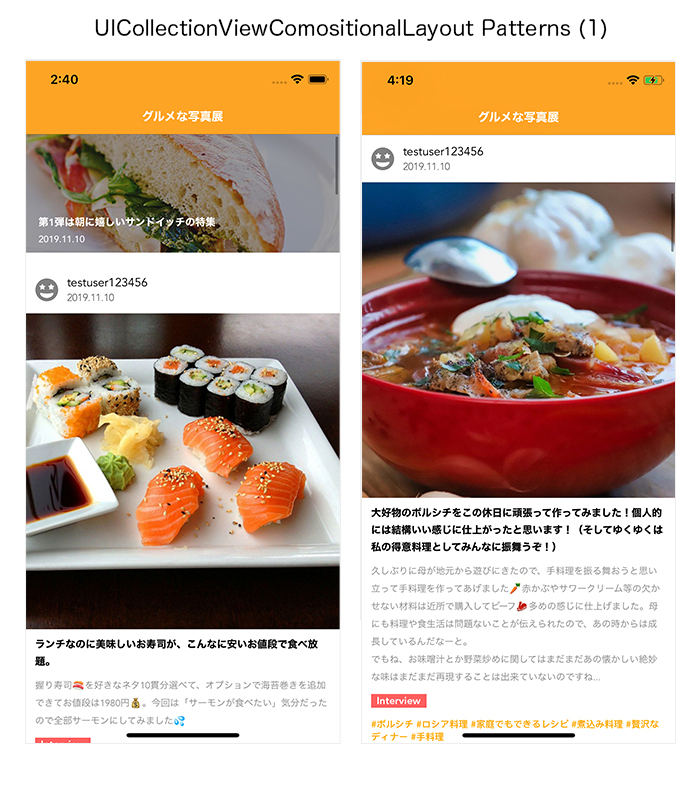 UICollectionViewComositionalLayout Patterns (1)
2:40
グルメな写真展
第1弾は朝に嬉しいサンドイッチの特集
2019.11.10
testuser123456
2019.11.10
ランチなのに美味しいお寿司が、こんなに安いお値段で食べ放
題。
握り寿司🍣を好きなネタ10貫分選べて、オプションで海苔巻きを追加
できてお値段は1980円💰。今回は「サーモンが食べたい」気分だった
ので全部サーモンにしてみました💦
Interview
4:19
グルメな写真展
testuser123456
2019.11.10
大好物のボルシチをこの休日に頑張って作ってみました！個人的
には結構いい感じに仕上がったと思います！（そしてゆくゆくは
私の得意料理としてみんなに振舞うぞ！）
久しぶりに母が地元から遊びにきたので、手料理を振る舞おうと思い
立って手料理を作ってあげました🥕赤かぶやサワークリーム等の欠か
せない材料は近所で購入してビーフ🥩多めの感じに仕上げました。母
にも料理や食生活は問題ないことが伝えられたので、あの時からは成
長しているんだなーと。
でもね、お味噌汁とか野菜炒めに関してはまだまだあの懐かしい絶妙
な味はまだまだ再現することは出来ていないのですね...
Interview
#ボルシチ #ロシア料理 #家庭でもできるレシピ #煮込み料理 #贅沢な
ディナー #手料理